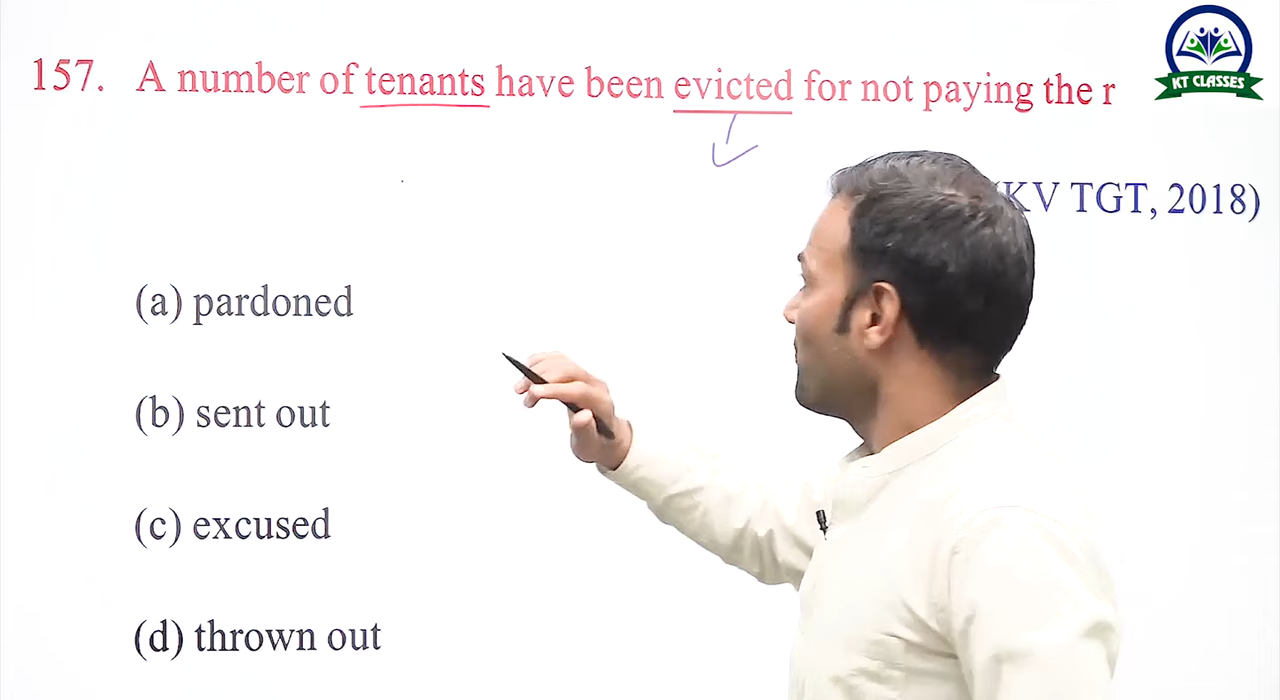 157. A number of tenants have been evicted for not paying the r
KT CLASSES
KV TGT, 2018)
(a) pardoned
(b) sent out
(c) excused
(d) thrown out